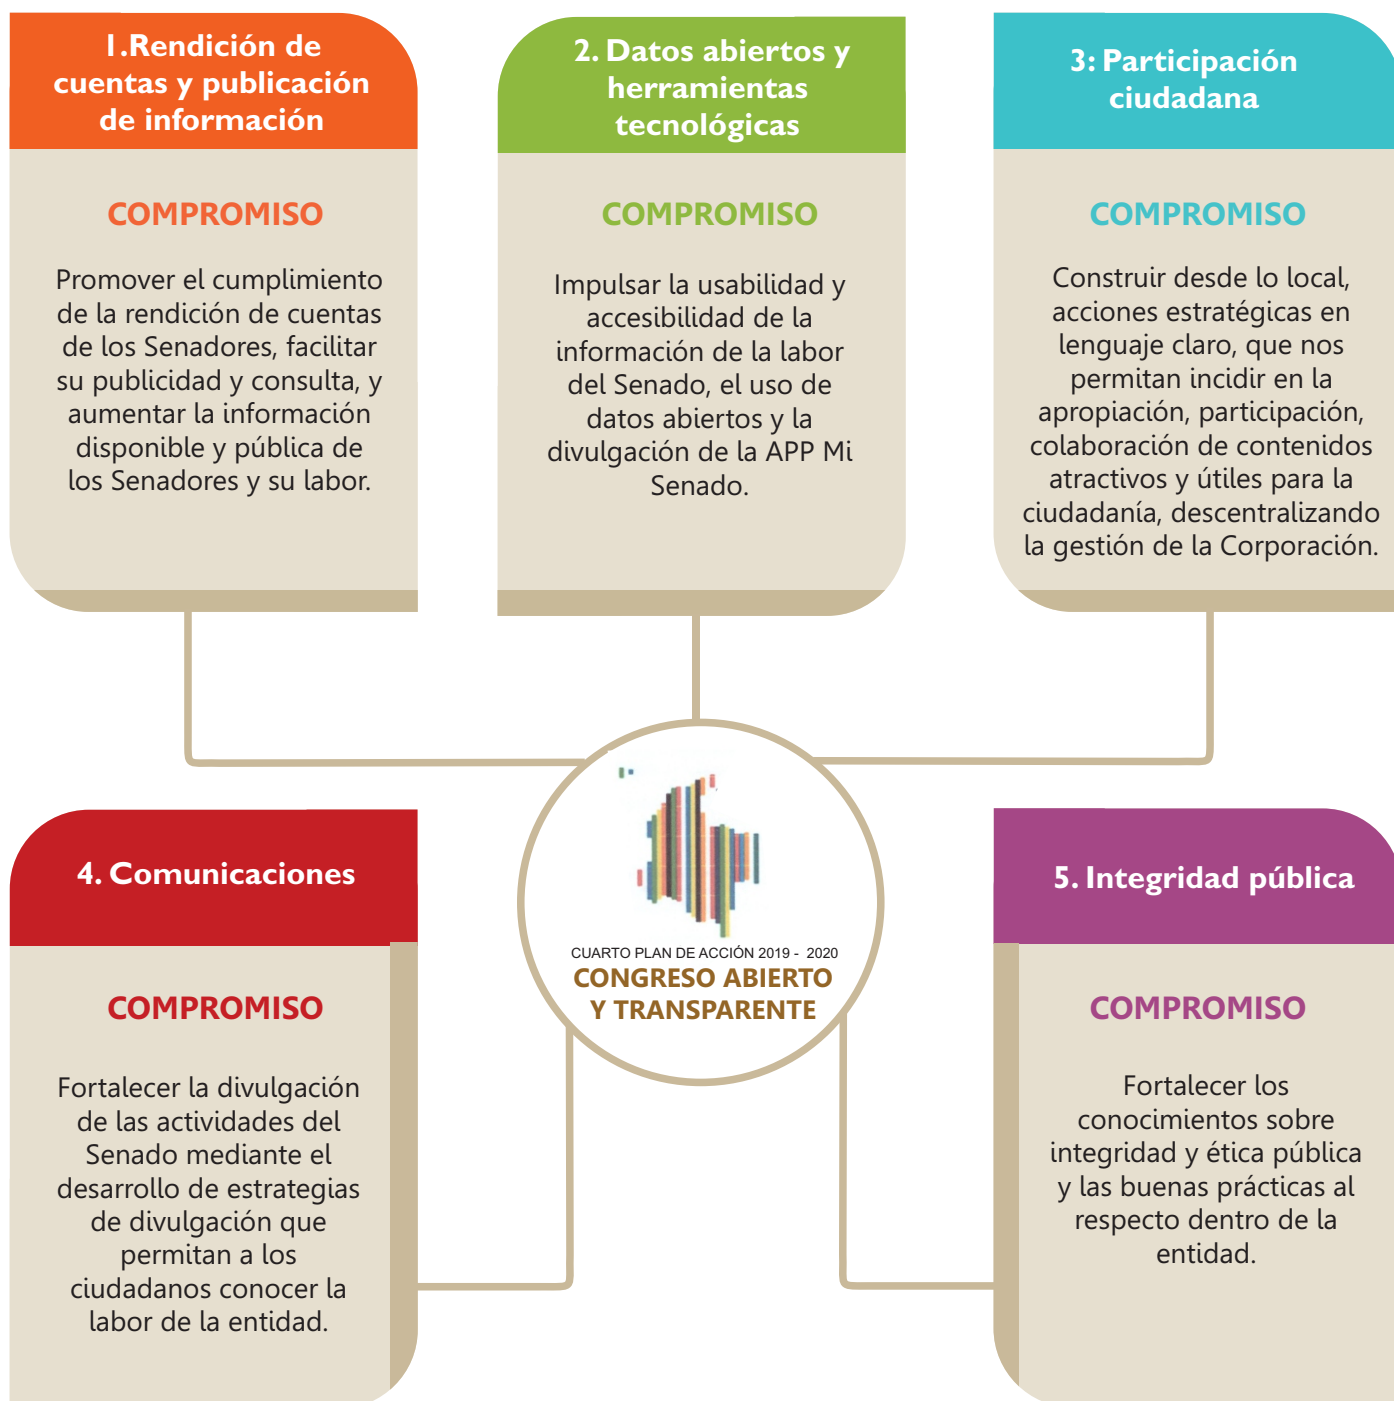 1.Rendición de
cuentas y publicación
de información
COMPROMISO
Promover el cumplimiento
de la rendición de cuentas
de los Senadores, facilitar
su publicidad y consulta, y
aumentar la información
disponible y pública de
los Senadores y su labor.
2. Datos abiertos y
herramientas
tecnológicas
COMPROMISO
Impulsar la usabilidad y
accesibilidad de la
información de la labor
del Senado, el uso de
datos abiertos y la
divulgación de la APP Mi
Senado.
3: Participación
ciudadana
COMPROMISO
Construir desde lo local,
acciones estratégicas en
lenguaje claro, que nos
permitan incidir en la
apropiación, participación,
colaboración de contenidos
atractivos y útiles para la
ciudadanía, descentralizando
la gestión de la Corporación.
CUARTO PLAN DE ACCIÓN 2019 - 2020
CONGRESO ABIERTO
Y TRANSPARENTE
4. Comunicaciones
COMPROMISO
Fortalecer la divulgación
de las actividades del
Senado mediante el
desarrollo de estrategias
de divulgación que
permitan a los
ciudadanos conocer la
labor de la entidad.
5. Integridad pública
COMPROMISO
Fortalecer los
conocimientos sobre
integridad y ética pública
y las buenas prácticas al
respecto dentro de la
entidad.